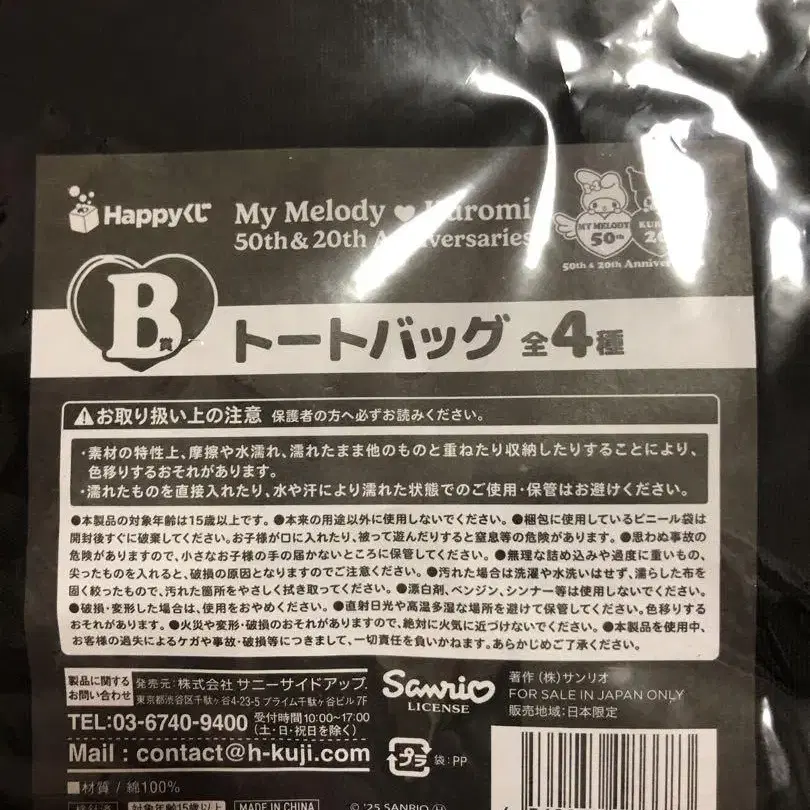 Happyくじ
My Melody ♥ Kuromi
50th & 20th Anniversaries
MY MELODY
50th
50th & 20th
B賞
トートバッグ 全4種
⚠お取り扱い上の注意 保護者の方へ必ずお読みください。
・素材の特性上、摩擦や水濡れ、濡れたまま他のものと重ねたり収納したりすることにより、
色移りするおそれがあります。
・濡れたものを直接入れたり、水や汗により濡れた状態でのご使用・保管はお避けください。
●本製品の対象年齢は15歳以上です。●本来の用途以外に使用しないでください。●梱包に使用しているビニール袋は
開封後すぐに破棄してください。お子様が口に入れたり、被って遊んだりすると窒息等の危険があります。●思わぬ事故の
危険がありますので、小さなお子様の手の届かないところに保管してください。●無理な詰め込みや過度に重いもの、
尖ったものを入れると、破損の原因となりますのでご注意ください。●汚れた場合は洗濯や水洗いはせず、濡らした布を
固く絞ったもので、汚れた箇所をやさしく拭き取ってください。●漂白剤、ベンジン、シンナー等は使用しないでください。
●破損・変形した場合は、使用をおやめください。●直射日光や高温多湿な場所を避けて保管してください。色移りする
おそれがあります。●火災や変形・破損のおそれがありますので、絶対に火気に近づけないでください。●本製品を使用中、
お客様の過失によるケガや事故・破損等につきまして、一切責任を負いかねます。あらかじめご了承ください。
製品に関する
お問い合わせ
発売元:株式会社 サニーサイドアップ
東京都渋谷区千駄ヶ谷4-23-5 プライム千駄ヶ谷ビル 7F
TEL:03-6740-9400 受付時間10:00~17:00
(土・日・祝日を除く)
Mail : contact@h-kuji.com
Sanrio
LICENSE
著作 (株)サンリオ
FOR SALE IN JAPAN ONLY
販売地域:日本限定
プラ 袋:PP
■材質 / 綿100%
対象年齢15歳以上
MADE IN CHINA
© '25 SANRIO